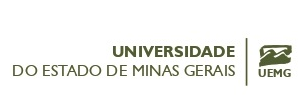 UNIVERSIDADE
DO ESTADO DE MINAS GERAIS
UEMG